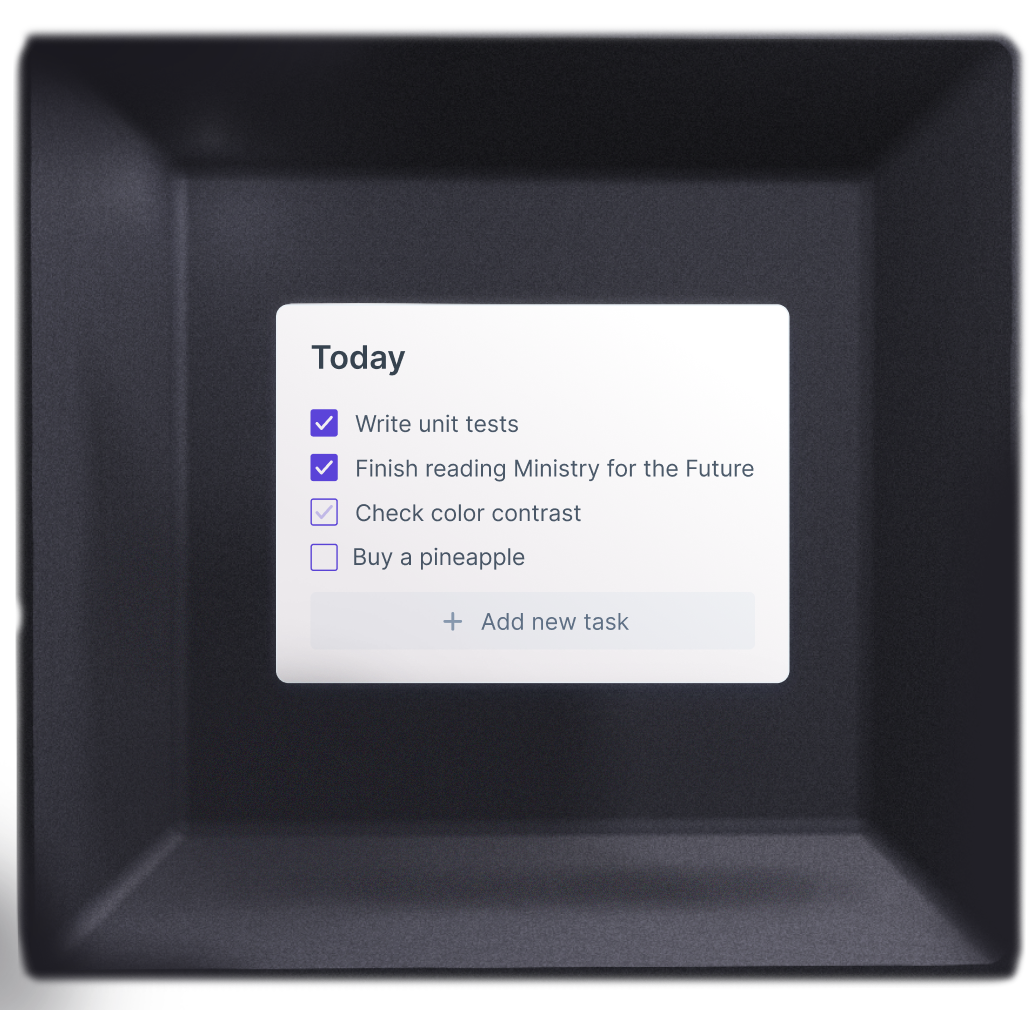 Today
Write unit tests
Finish reading Ministry for the Future
Check color contrast
Buy a pineapple
+ Add new task